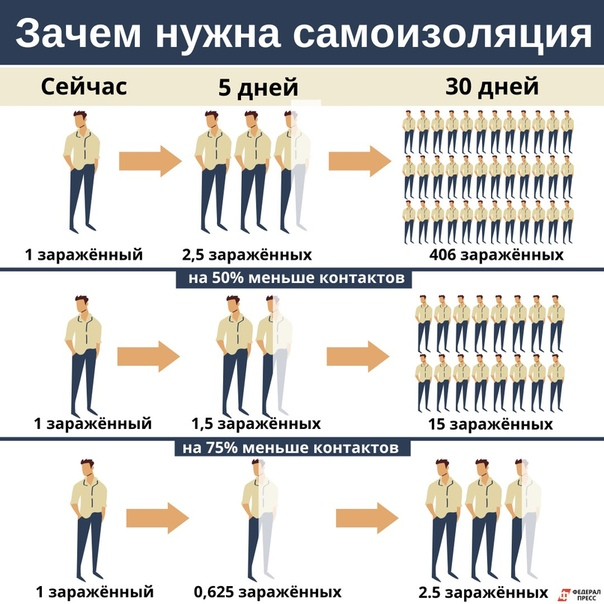 Зачем нужна самоизоляция
Сейчас
5 дней
30 дней
1 заражённый
2,5 заражённых
406 заражённых
на 50% меньше контактов
1 заражённый
1,5 заражённых
15 заражённых
на 75% меньше контактов
1 заражённый
0,625 заражённых
2.5 заражённых
ФЕДЕРАЛ
ПРЕСС